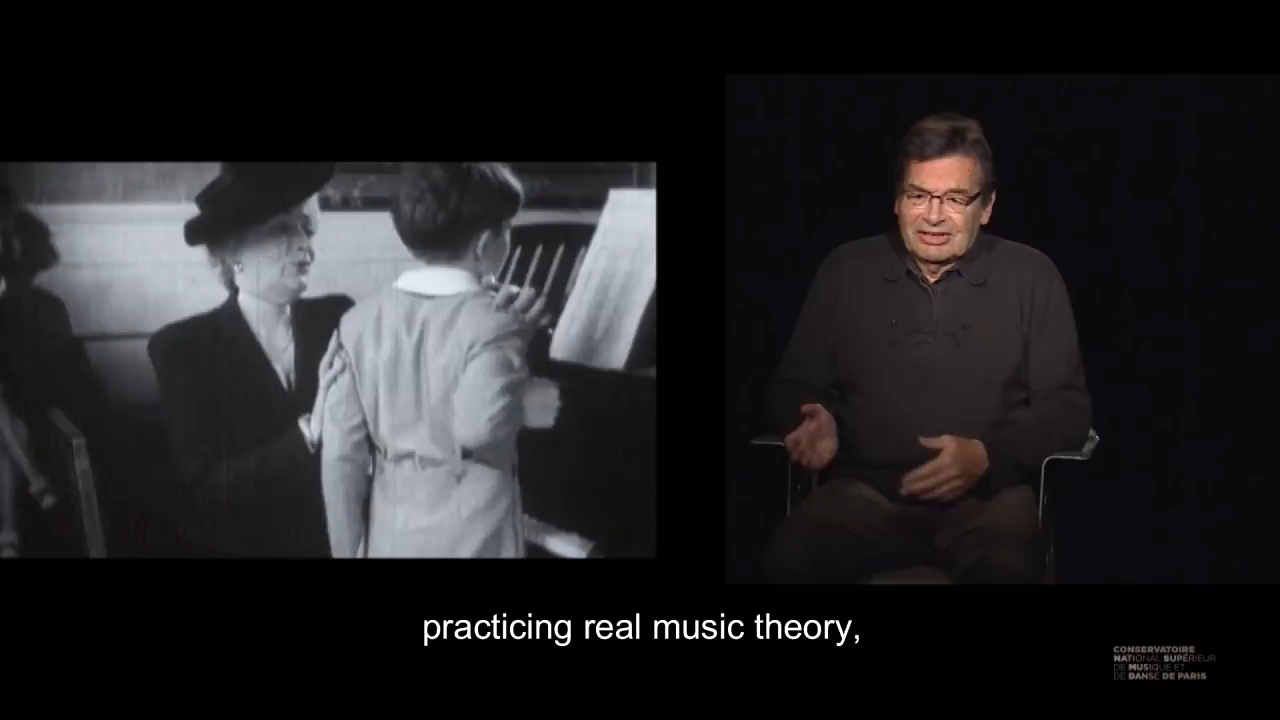 practicing real music theory,
CONSERVATOIRE
NATIONAL SUPÉRIEUR
DE MUSIQUE ET
DE DANSE DE PARIS